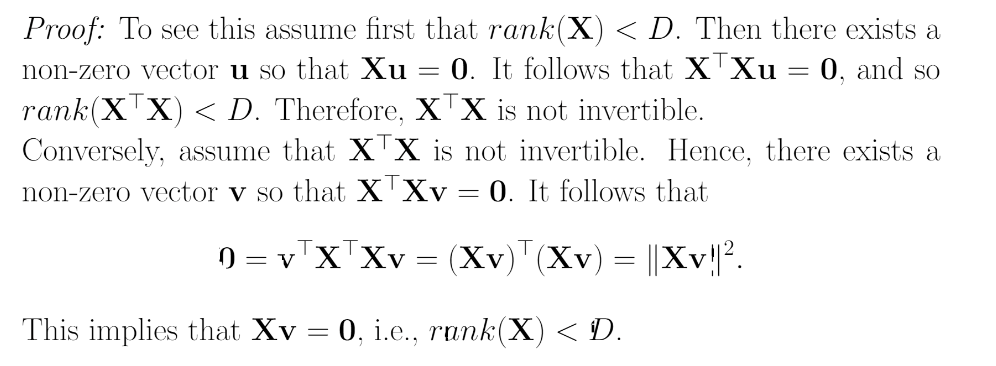 Proof: To see this assume first that rank(X) < D. Then there exists a
non-zero vector u so that Xu = 0. It follows that X⊤Xu = 0, and so
rank(X⊤X) < D. Therefore, X⊤X is not invertible.
Conversely, assume that X⊤X is not invertible. Hence, there exists a
non-zero vector v so that X⊤Xv = 0. It follows that
0 = v⊤X⊤Xv = (Xv)⊤(Xv) = ‖Xv‖².
This implies that Xv = 0, i.e., rank(X) < D.